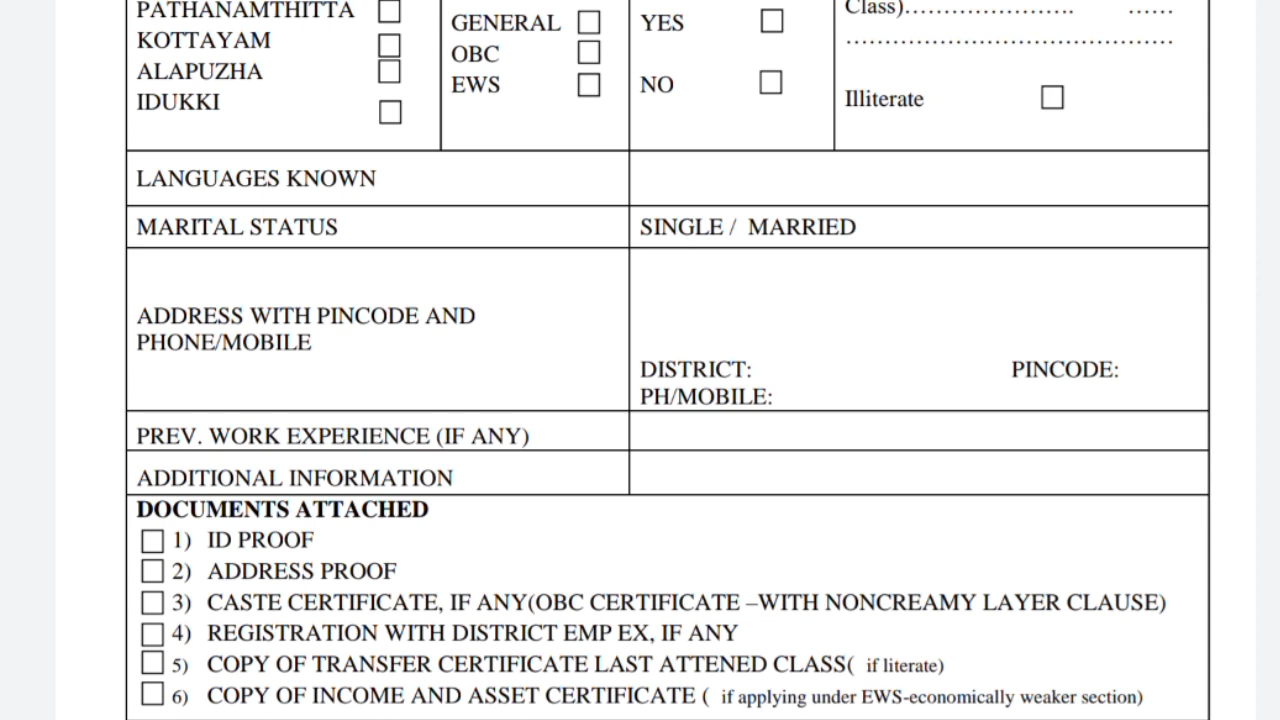 PATHANAMTHITTA
KOTTAYAM
ALAPUZHA
IDUKKI
GENERAL
OBC
EWS
YES
NO
Class)...................... ......
..........................................
Illiterate
LANGUAGES KNOWN
MARITAL STATUS
SINGLE / MARRIED
ADDRESS WITH PINCODE AND
PHONE/MOBILE
DISTRICT: PINCODE:
PH/MOBILE:
PREV. WORK EXPERIENCE (IF ANY)
ADDITIONAL INFORMATION
DOCUMENTS ATTACHED
1) ID PROOF
2) ADDRESS PROOF
3) CASTE CERTIFICATE, IF ANY(OBC CERTIFICATE –WITH NONCREAMY LAYER CLAUSE)
4) REGISTRATION WITH DISTRICT EMP EX, IF ANY
5) COPY OF TRANSFER CERTIFICATE LAST ATTENED CLASS( if literate)
6) COPY OF INCOME AND ASSET CERTIFICATE ( if applying under EWS-economically weaker section)